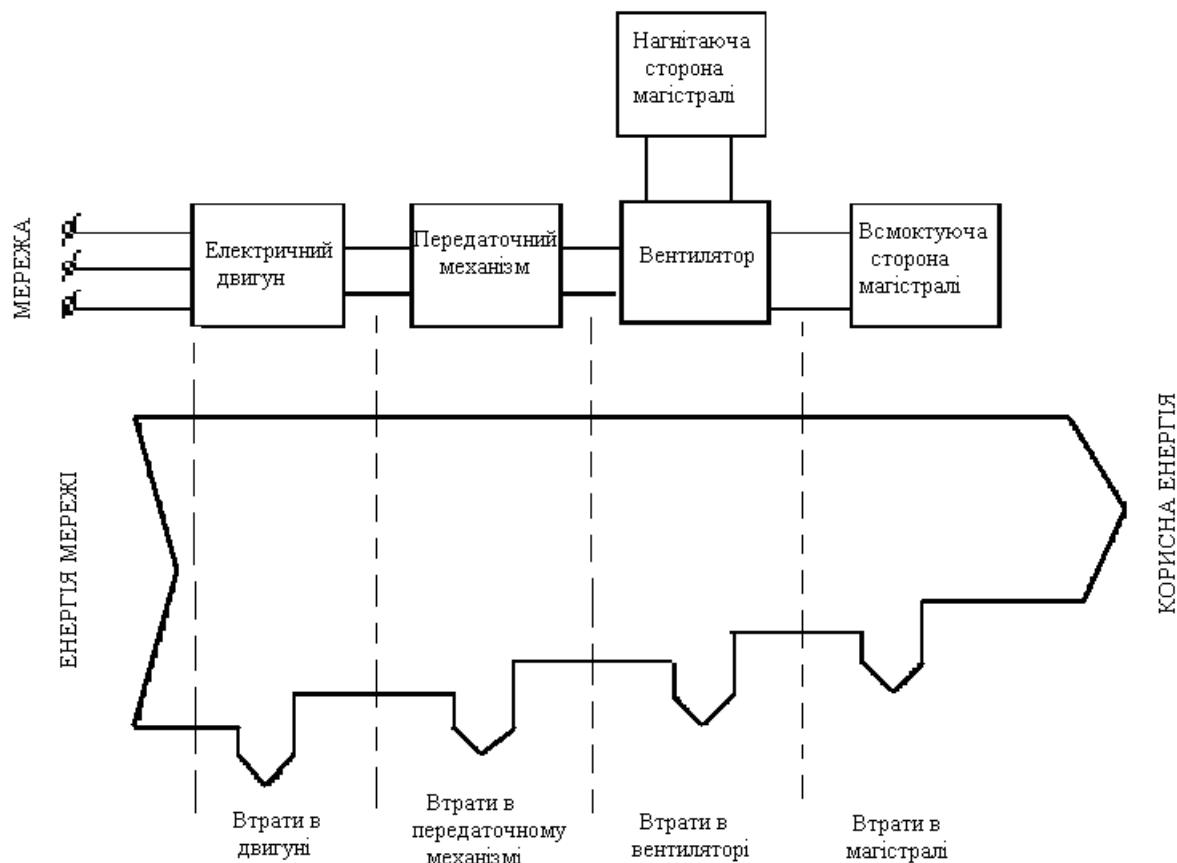 Нагнітаюча
сторона
магістралі
МЕРЕЖА
Електричний
двигун
Передаточний
механізм
Вентилятор
Всмоктуюча
сторона
магістралі
ЕНЕРГІЯ МЕРЕЖІ
КОРИСНА ЕНЕРГІЯ
Втрати в
двигуні
Втрати в
передаточному
механізмі
Втрати в
вентиляторі
Втрати в
магістралі